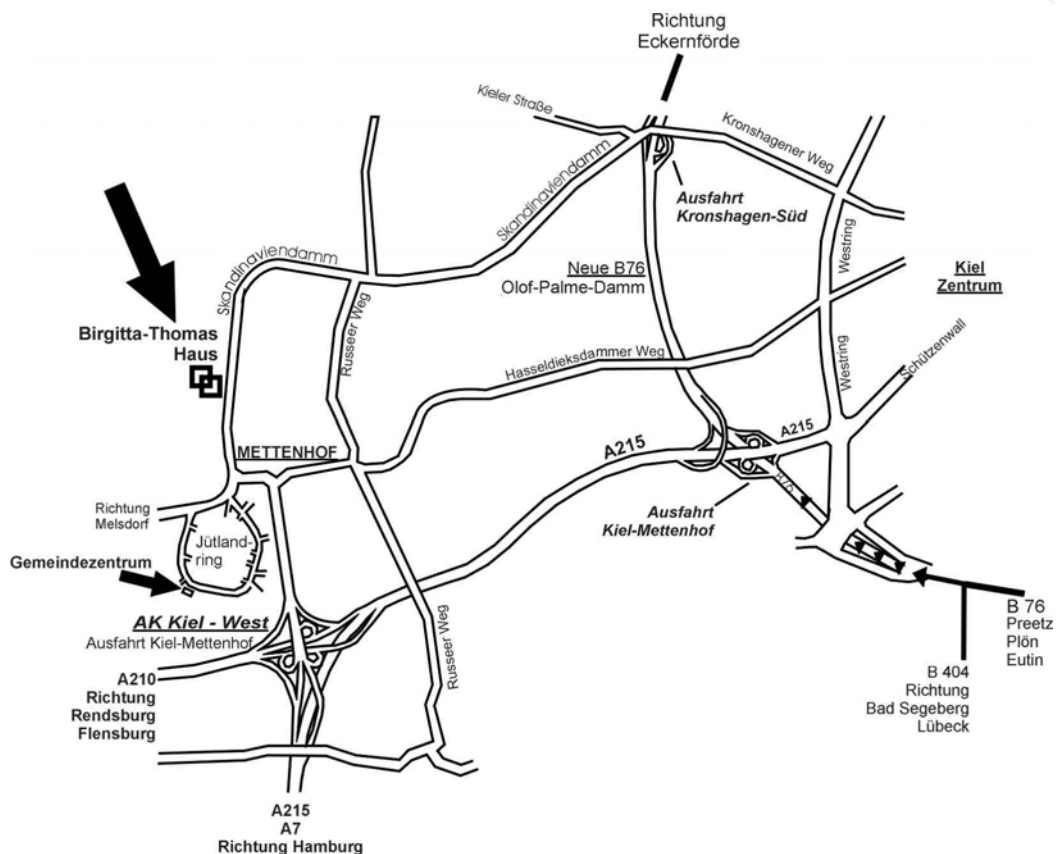 Richtung
Eckernförde
Kieler Straße
Kronshagener Weg
Skandinaviendamm
Ausfahrt
Kronshagen-Süd
Westring
Skandinaviendamm
Neue B76
Olof-Palme-Damm
Kiel
Zentrum
Birgitta-Thomas
Haus
Russeer Weg
Hasseldieksdammer Weg
Westring
Schützenwall
METTENHOF
A215
A215
B76
Ausfahrt
Kiel-Mettenhof
Richtung
Melsdorf
Jütland-
ring
Gemeindezentrum
AK Kiel - West
Ausfahrt Kiel-Mettenhof
Russeer Weg
A210
Richtung
Rendsburg
Flensburg
B 76
Preetz
Plön
Eutin
B 404
Richtung
Bad Segeberg
Lübeck
A215
A7
Richtung Hamburg